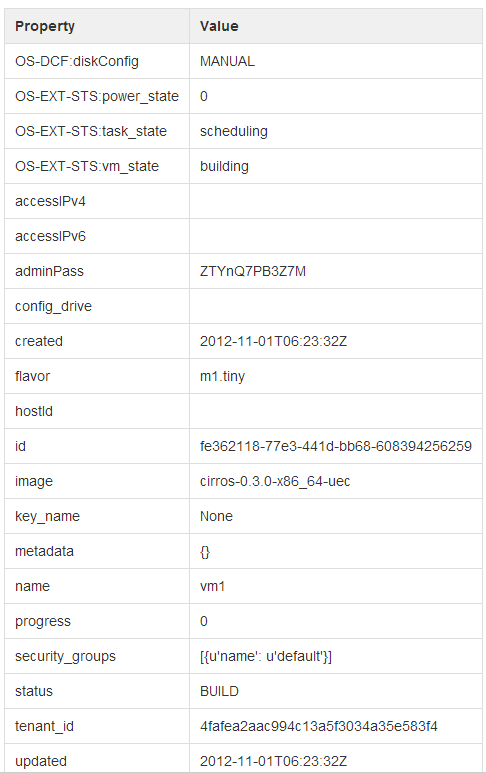 Property Value
OS-DCF:diskConfig MANUAL
OS-EXT-STS:power_state 0
OS-EXT-STS:task_state scheduling
OS-EXT-STS:vm_state building
accessIPv4
accessIPv6
adminPass ZTYnQ7PB3Z7M
config_drive
created 2012-11-01T06:23:32Z
flavor m1.tiny
hostId
id fe362118-77e3-441d-bb68-608394256259
image cirros-0.3.0-x86_64-uec
key_name None
metadata {}
name vm1
progress 0
security_groups [{u'name': u'default'}]
status BUILD
tenant_id 4fafea2aac994c13a5f3034a35e583f4
updated 2012-11-01T06:23:32Z